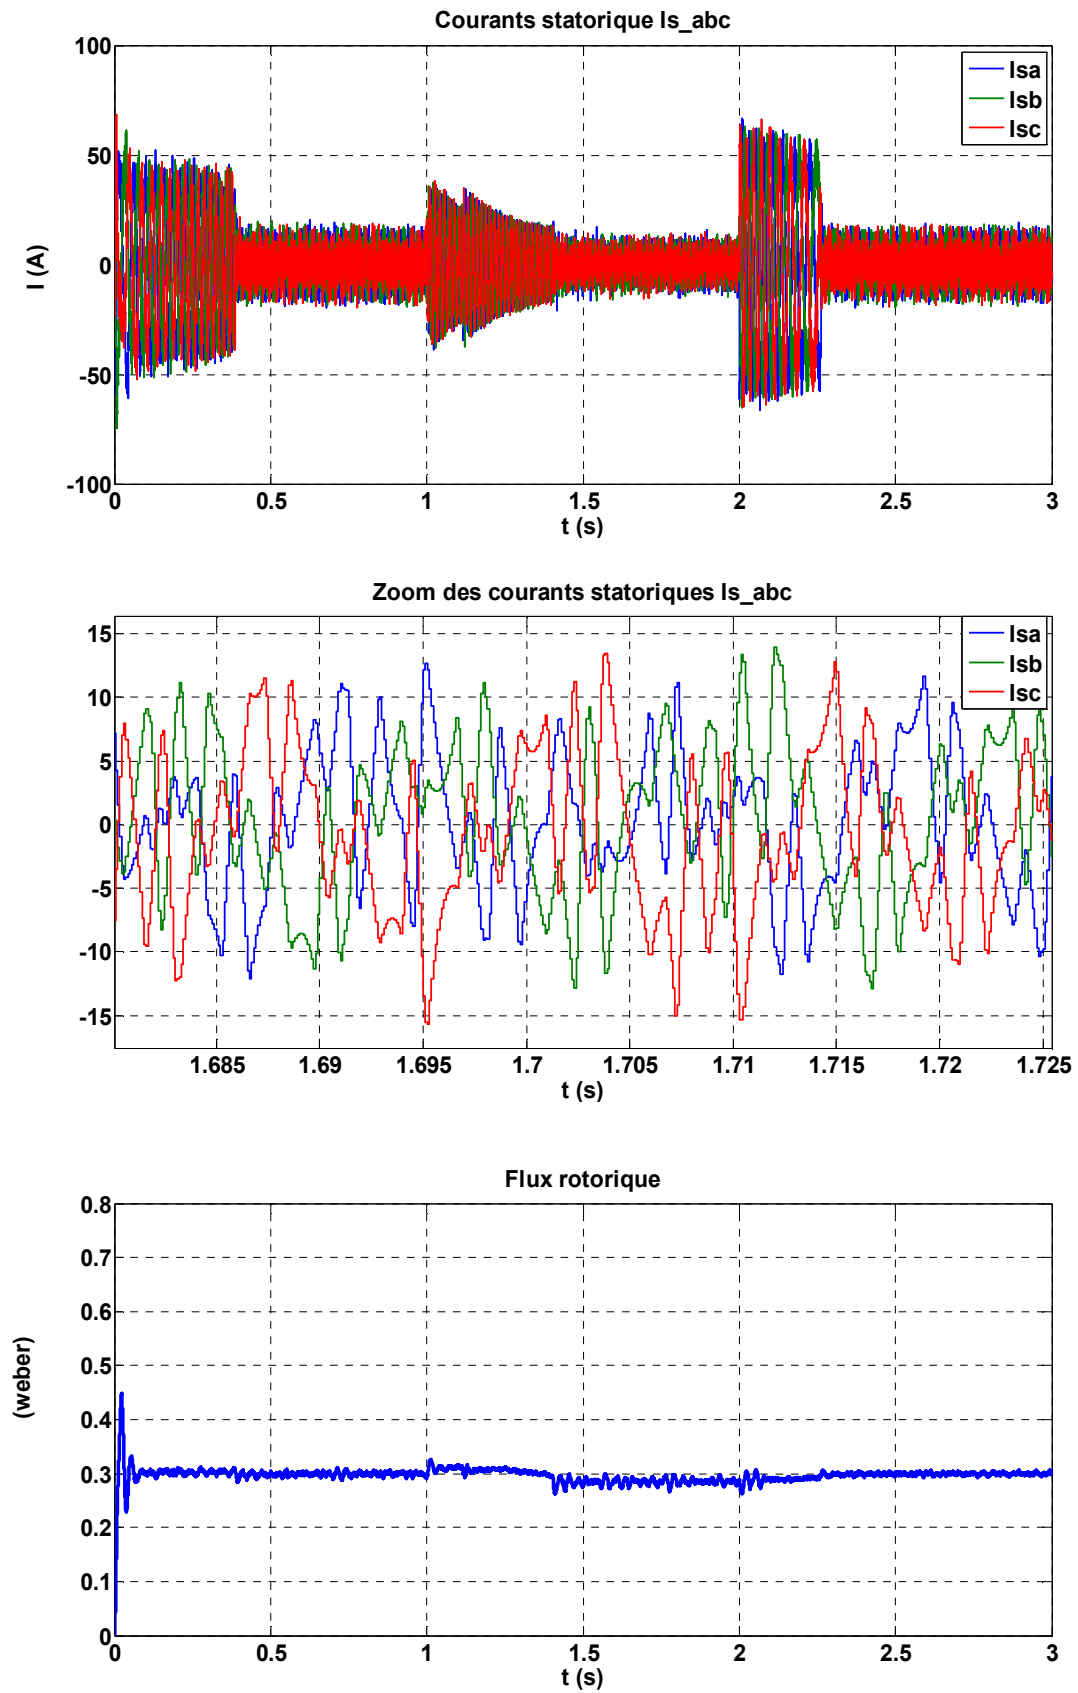 Courants statorique Is_abc
100
50
0
-50
-100
I (A)
Isa
Isb
Isc
0 0.5 1 1.5 2 2.5 3
t (s)
Zoom des courants statoriques Is_abc
15
10
5
0
-5
-10
-15
Isa
Isb
Isc
1.685 1.69 1.695 1.7 1.705 1.71 1.715 1.72 1.725
t (s)
Flux rotorique
0.8
0.7
0.6
0.5
0.4
0.3
0.2
0.1
0
(weber)
0 0.5 1 1.5 2 2.5 3
t (s)